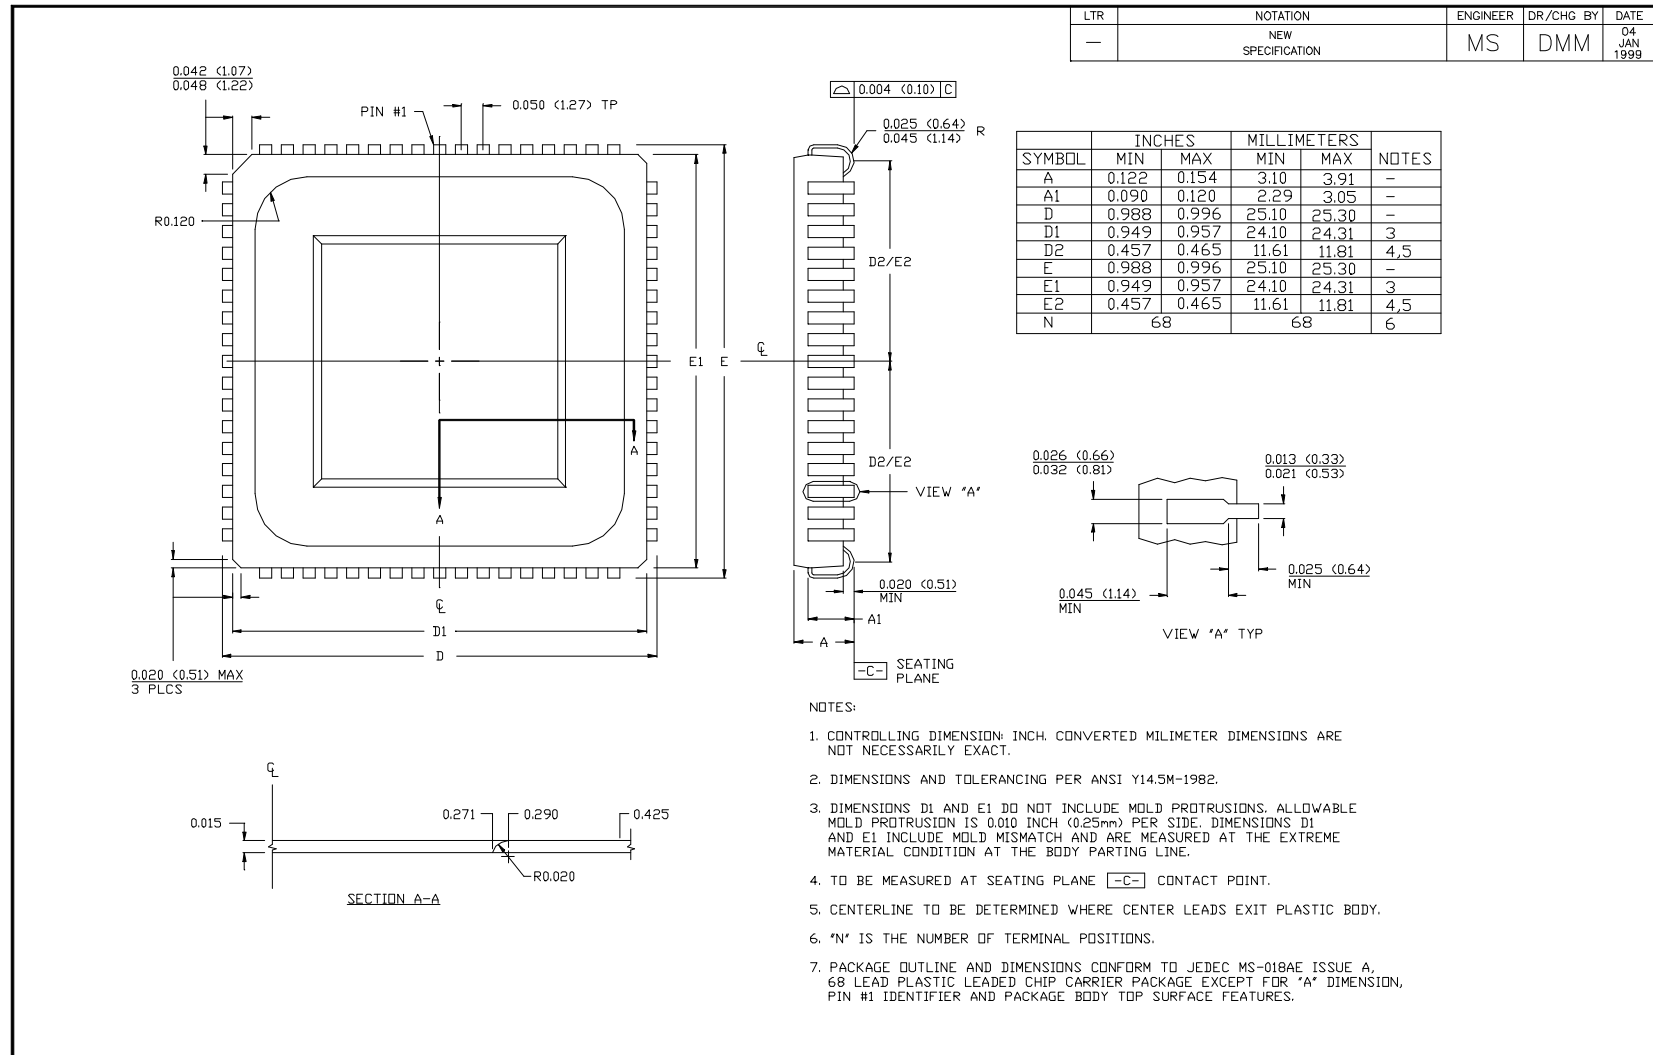 LTR NOTATION ENGINEER DR/CHG BY DATE
— NEW SPECIFICATION MS DMM 04 JAN 1999
0.042 (1.07)
0.048 (1.22)
PIN #1
0.050 (1.27) TP
R0.120
E1 E
A
A
℄
D1
D
0.020 (0.51) MAX
3 PLCS
0.004 (0.10) C
0.025 (0.64)
0.045 (1.14) R
D2/E2
℄
D2/E2
VIEW "A"
0.020 (0.51)
MIN
A1
A
-C- SEATING
PLANE
INCHES MILLIMETERS
SYMBOL MIN MAX MIN MAX NOTES
A 0.122 0.154 3.10 3.91 –
A1 0.090 0.120 2.29 3.05 –
D 0.988 0.996 25.10 25.30 –
D1 0.949 0.957 24.10 24.31 3
D2 0.457 0.465 11.61 11.81 4,5
E 0.988 0.996 25.10 25.30 –
E1 0.949 0.957 24.10 24.31 3
E2 0.457 0.465 11.61 11.81 4,5
N 68 68 6
0.026 (0.66)
0.032 (0.81)
0.013 (0.33)
0.021 (0.53)
0.025 (0.64)
MIN
0.045 (1.14)
MIN
VIEW "A" TYP
℄
0.015
0.271
0.290
0.425
R0.020
SECTION A-A
NOTES:
1. CONTROLLING DIMENSION: INCH. CONVERTED MILIMETER DIMENSIONS ARE
NOT NECESSARILY EXACT.
2. DIMENSIONS AND TOLERANCING PER ANSI Y14.5M-1982.
3. DIMENSIONS D1 AND E1 DO NOT INCLUDE MOLD PROTRUSIONS. ALLOWABLE
MOLD PROTRUSION IS 0.010 INCH (0.25mm) PER SIDE. DIMENSIONS D1
AND E1 INCLUDE MOLD MISMATCH AND ARE MEASURED AT THE EXTREME
MATERIAL CONDITION AT THE BODY PARTING LINE.
4. TO BE MEASURED AT SEATING PLANE -C- CONTACT POINT.
5. CENTERLINE TO BE DETERMINED WHERE CENTER LEADS EXIT PLASTIC BODY.
6. "N" IS THE NUMBER OF TERMINAL POSITIONS.
7. PACKAGE OUTLINE AND DIMENSIONS CONFORM TO JEDEC MS-018AE ISSUE A,
68 LEAD PLASTIC LEADED CHIP CARRIER PACKAGE EXCEPT FOR "A" DIMENSION,
PIN #1 IDENTIFIER AND PACKAGE BODY TOP SURFACE FEATURES.